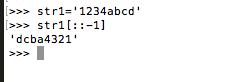 >>> str1='1234abcd'
>>> str1[::-1]
'dcba4321'
>>>